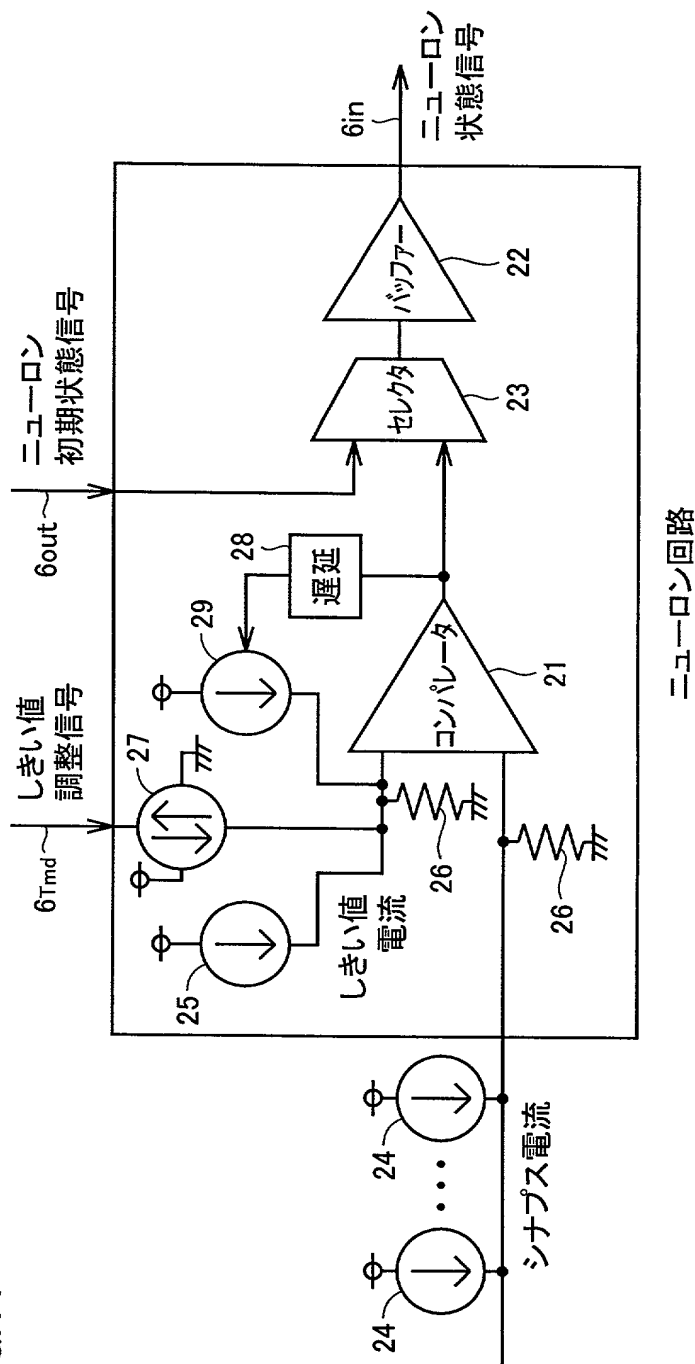 6Tmd
しきい値
調整信号
6out
ニューロン
初期状態信号
25
27
29
28
遅延
しきい値
電流
26
26
コンパレータ
21
セレクタ
23
バッファー
22
6in
ニューロン
状態信号
24
24
シナプス電流
ニューロン回路